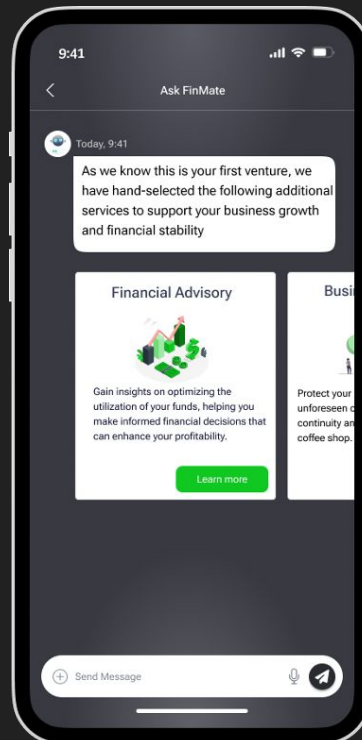 9:41
Ask FinMate
Today, 9:41
As we know this is your first venture, we
have hand-selected the following additional
services to support your business growth
and financial stability
Financial Advisory
Gain insights on optimizing the
utilization of your funds, helping you
make informed financial decisions that
can enhance your profitability.
Learn more
Busi
Protect your
unforeseen
continuity an
coffee shop.
Send Message